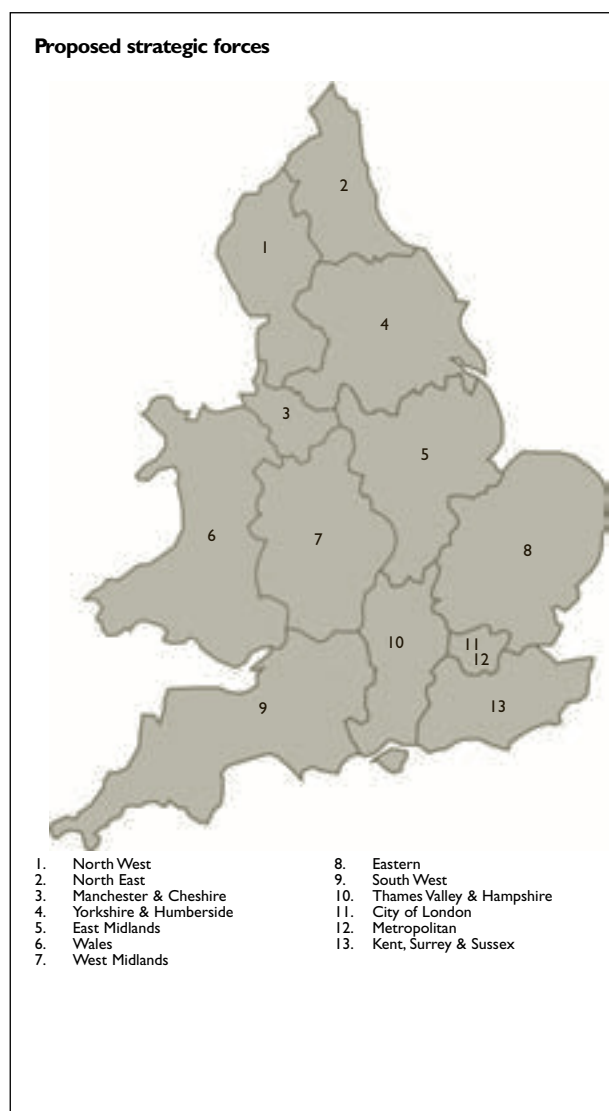 Proposed strategic forces
2
1
4
3
5
6
7
8
10
11
12
9
13
1. North West
2. North East
3. Manchester & Cheshire
4. Yorkshire & Humberside
5. East Midlands
6. Wales
7. West Midlands
8. Eastern
9. South West
10. Thames Valley & Hampshire
11. City of London
12. Metropolitan
13. Kent, Surrey & Sussex